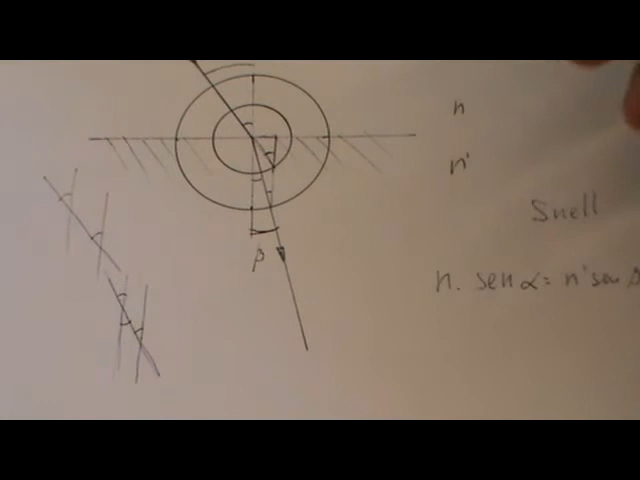 n
n'
Snell
β
n. sen α = n' sen β